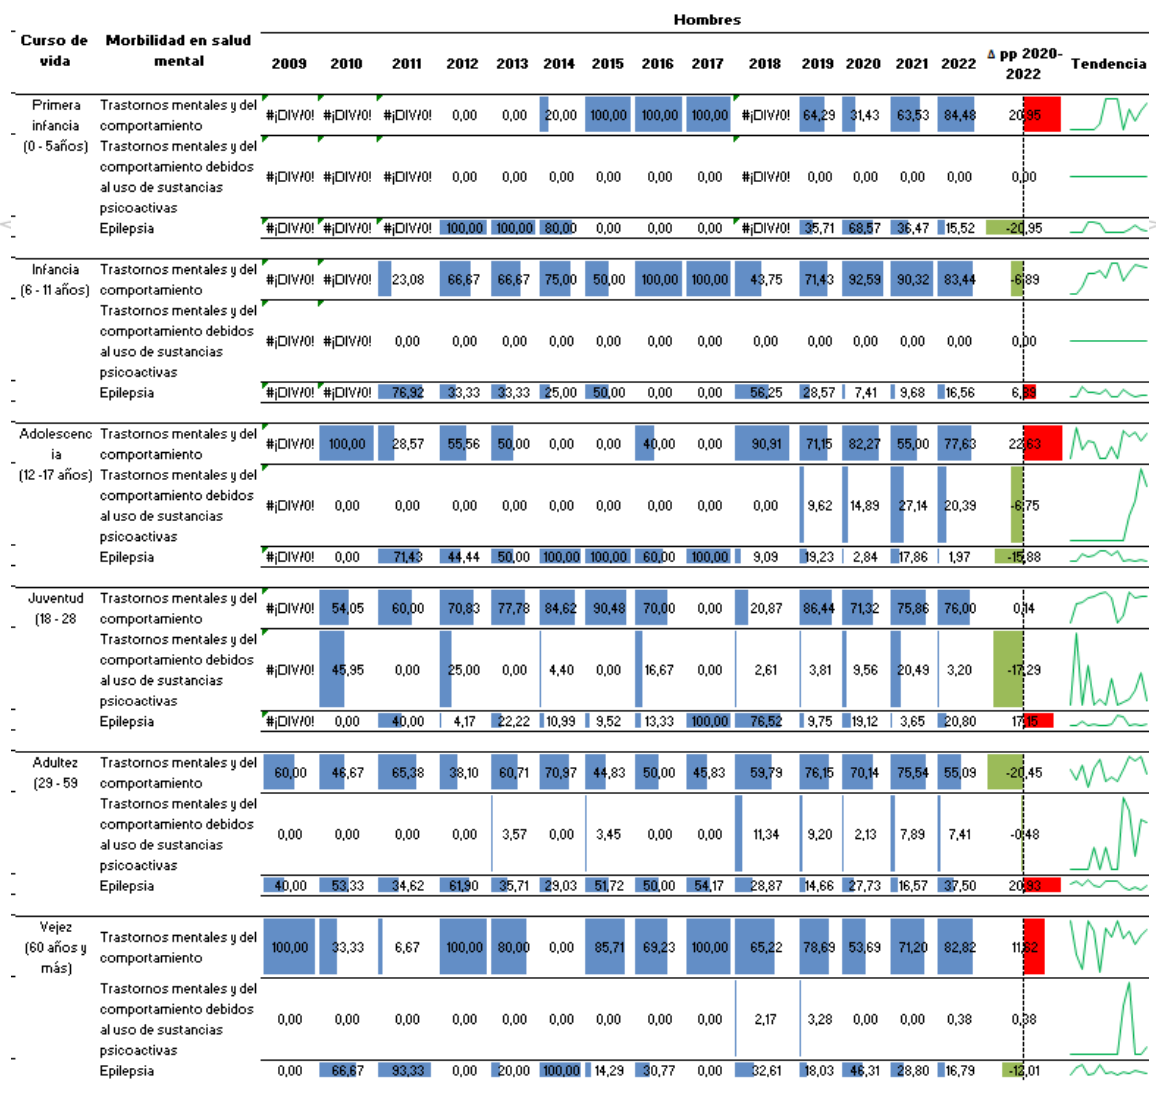 Hombres
Curso de vida Morbilidad en salud mental 2009 2010 2011 2012 2013 2014 2015 2016 2017 2018 2019 2020 2021 2022 Δ pp 2020-2022 Tendencia
Primera infancia (0 - 5años)
Trastornos mentales y del comportamiento #¡DIV/0! #¡DIV/0! #¡DIV/0! 0,00 0,00 20,00 100,00 100,00 100,00 #¡DIV/0! 64,29 31,43 63,53 84,48 20,95
Trastornos mentales y del comportamiento debidos al uso de sustancias psicoactivas #¡DIV/0! #¡DIV/0! #¡DIV/0! 0,00 0,00 0,00 0,00 0,00 0,00 #¡DIV/0! 0,00 0,00 0,00 0,00 0,00
Epilepsia #¡DIV/0! #¡DIV/0! #¡DIV/0! 100,00 100,00 80,00 0,00 0,00 0,00 #¡DIV/0! 35,71 68,57 36,47 15,52 -20,95
Infancia (6 - 11 años)
Trastornos mentales y del comportamiento #¡DIV/0! #¡DIV/0! 23,08 66,67 66,67 75,00 50,00 100,00 100,00 43,75 71,43 92,59 90,32 83,44 -6,89
Trastornos mentales y del comportamiento debidos al uso de sustancias psicoactivas #¡DIV/0! #¡DIV/0! 0,00 0,00 0,00 0,00 0,00 0,00 0,00 0,00 0,00 0,00 0,00 0,00 0,00
Epilepsia #¡DIV/0! #¡DIV/0! 76,92 33,33 33,33 25,00 50,00 0,00 0,00 56,25 28,57 7,41 9,68 16,56 6,89
Adolescencia (12 -17 años)
Trastornos mentales y del comportamiento #¡DIV/0! 100,00 28,57 55,56 50,00 0,00 0,00 40,00 0,00 90,91 71,15 82,27 55,00 77,63 22,63
Trastornos mentales y del comportamiento debidos al uso de sustancias psicoactivas #¡DIV/0! 0,00 0,00 0,00 0,00 0,00 0,00 0,00 0,00 0,00 9,62 14,89 27,14 20,39 -6,75
Epilepsia #¡DIV/0! 0,00 71,43 44,44 50,00 100,00 100,00 60,00 100,00 9,09 19,23 2,84 17,86 1,97 -15,88
Juventud (18 - 28
Trastornos mentales y del comportamiento #¡DIV/0! 54,05 60,00 70,83 77,78 84,62 90,48 70,00 0,00 20,87 86,44 71,32 75,86 76,00 0,14
Trastornos mentales y del comportamiento debidos al uso de sustancias psicoactivas #¡DIV/0! 45,95 0,00 25,00 0,00 4,40 0,00 16,67 0,00 2,61 3,81 9,56 20,49 3,20 -17,29
Epilepsia #¡DIV/0! 0,00 40,00 4,17 22,22 10,99 9,52 13,33 100,00 76,52 9,75 19,12 3,65 20,80 17,15
Adultez (29 - 59
Trastornos mentales y del comportamiento 60,00 46,67 65,38 38,10 60,71 70,97 44,83 50,00 45,83 59,79 76,15 70,14 75,54 55,09 -20,45
Trastornos mentales y del comportamiento debidos al uso de sustancias psicoactivas 0,00 0,00 0,00 0,00 3,57 0,00 3,45 0,00 0,00 11,34 9,20 2,13 7,89 7,41 -0,48
Epilepsia 40,00 53,33 34,62 61,90 35,71 29,03 51,72 50,00 54,17 28,87 14,66 27,73 16,57 37,50 20,93
Vejez (60 años y más)
Trastornos mentales y del comportamiento 100,00 33,33 6,67 100,00 80,00 0,00 85,71 69,23 100,00 65,22 78,69 53,69 71,20 82,82 11,62
Trastornos mentales y del comportamiento debidos al uso de sustancias psicoactivas 0,00 0,00 0,00 0,00 0,00 0,00 0,00 0,00 0,00 2,17 3,28 0,00 0,00 0,38 0,38
Epilepsia 0,00 66,67 93,33 0,00 20,00 100,00 14,29 30,77 0,00 32,61 18,03 46,31 28,80 16,79 -12,01